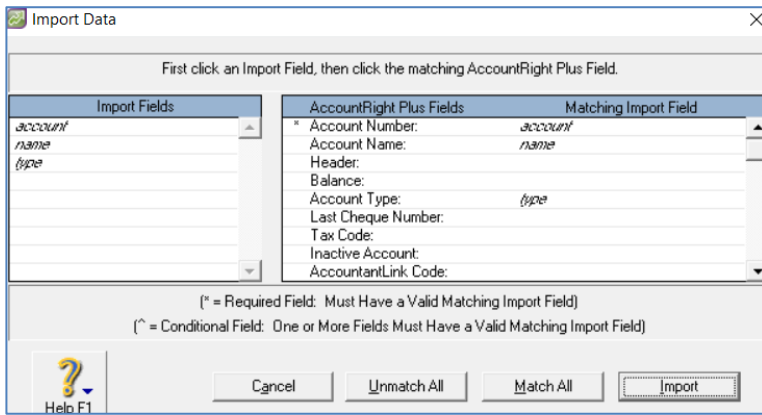 Import Data
First click an Import Field, then click the matching AccountRight Plus Field.
Import Fields
account
name
type
AccountRight Plus Fields Matching Import Field
* Account Number: account
Account Name: name
Header:
Balance:
Account Type: type
Last Cheque Number:
Tax Code:
Inactive Account:
AccountantLink Code:
(* = Required Field: Must Have a Valid Matching Import Field)
(^ = Conditional Field: One or More Fields Must Have a Valid Matching Import Field)
Help F1
Cancel Unmatch All Match All Import